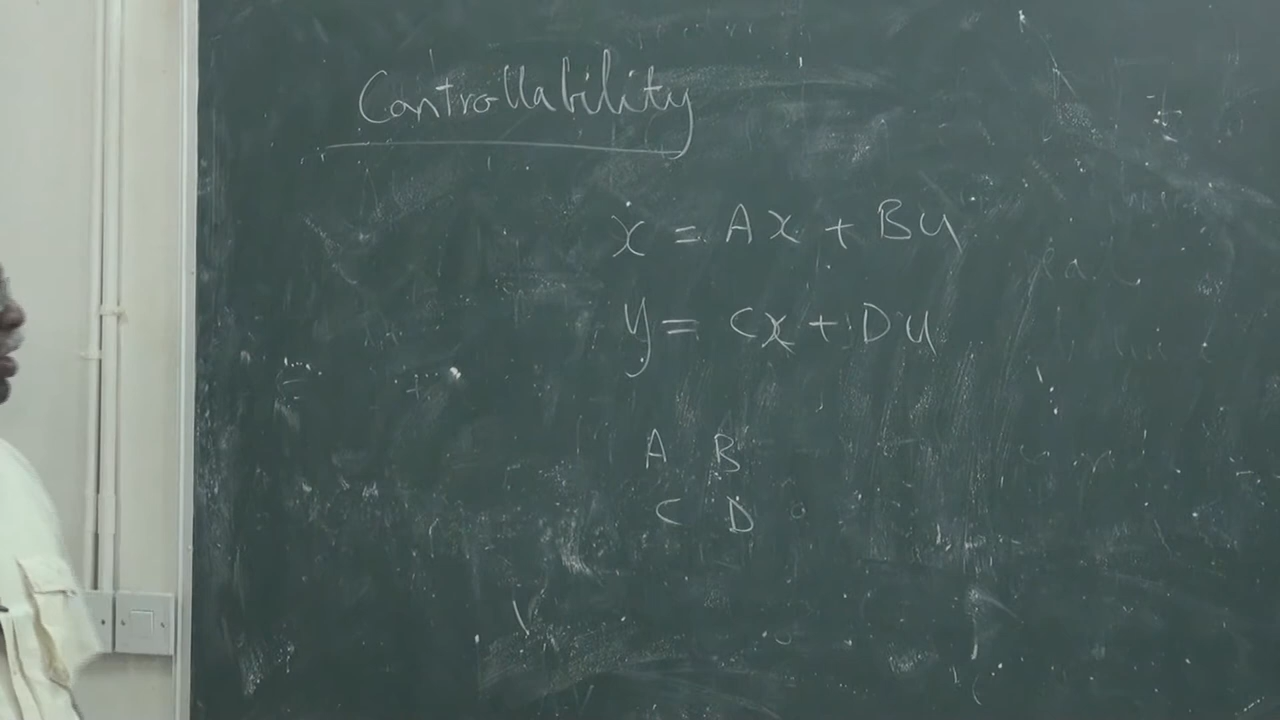 Controllability
ẋ = Ax + Bu
y = Cx + Du
A B
C D